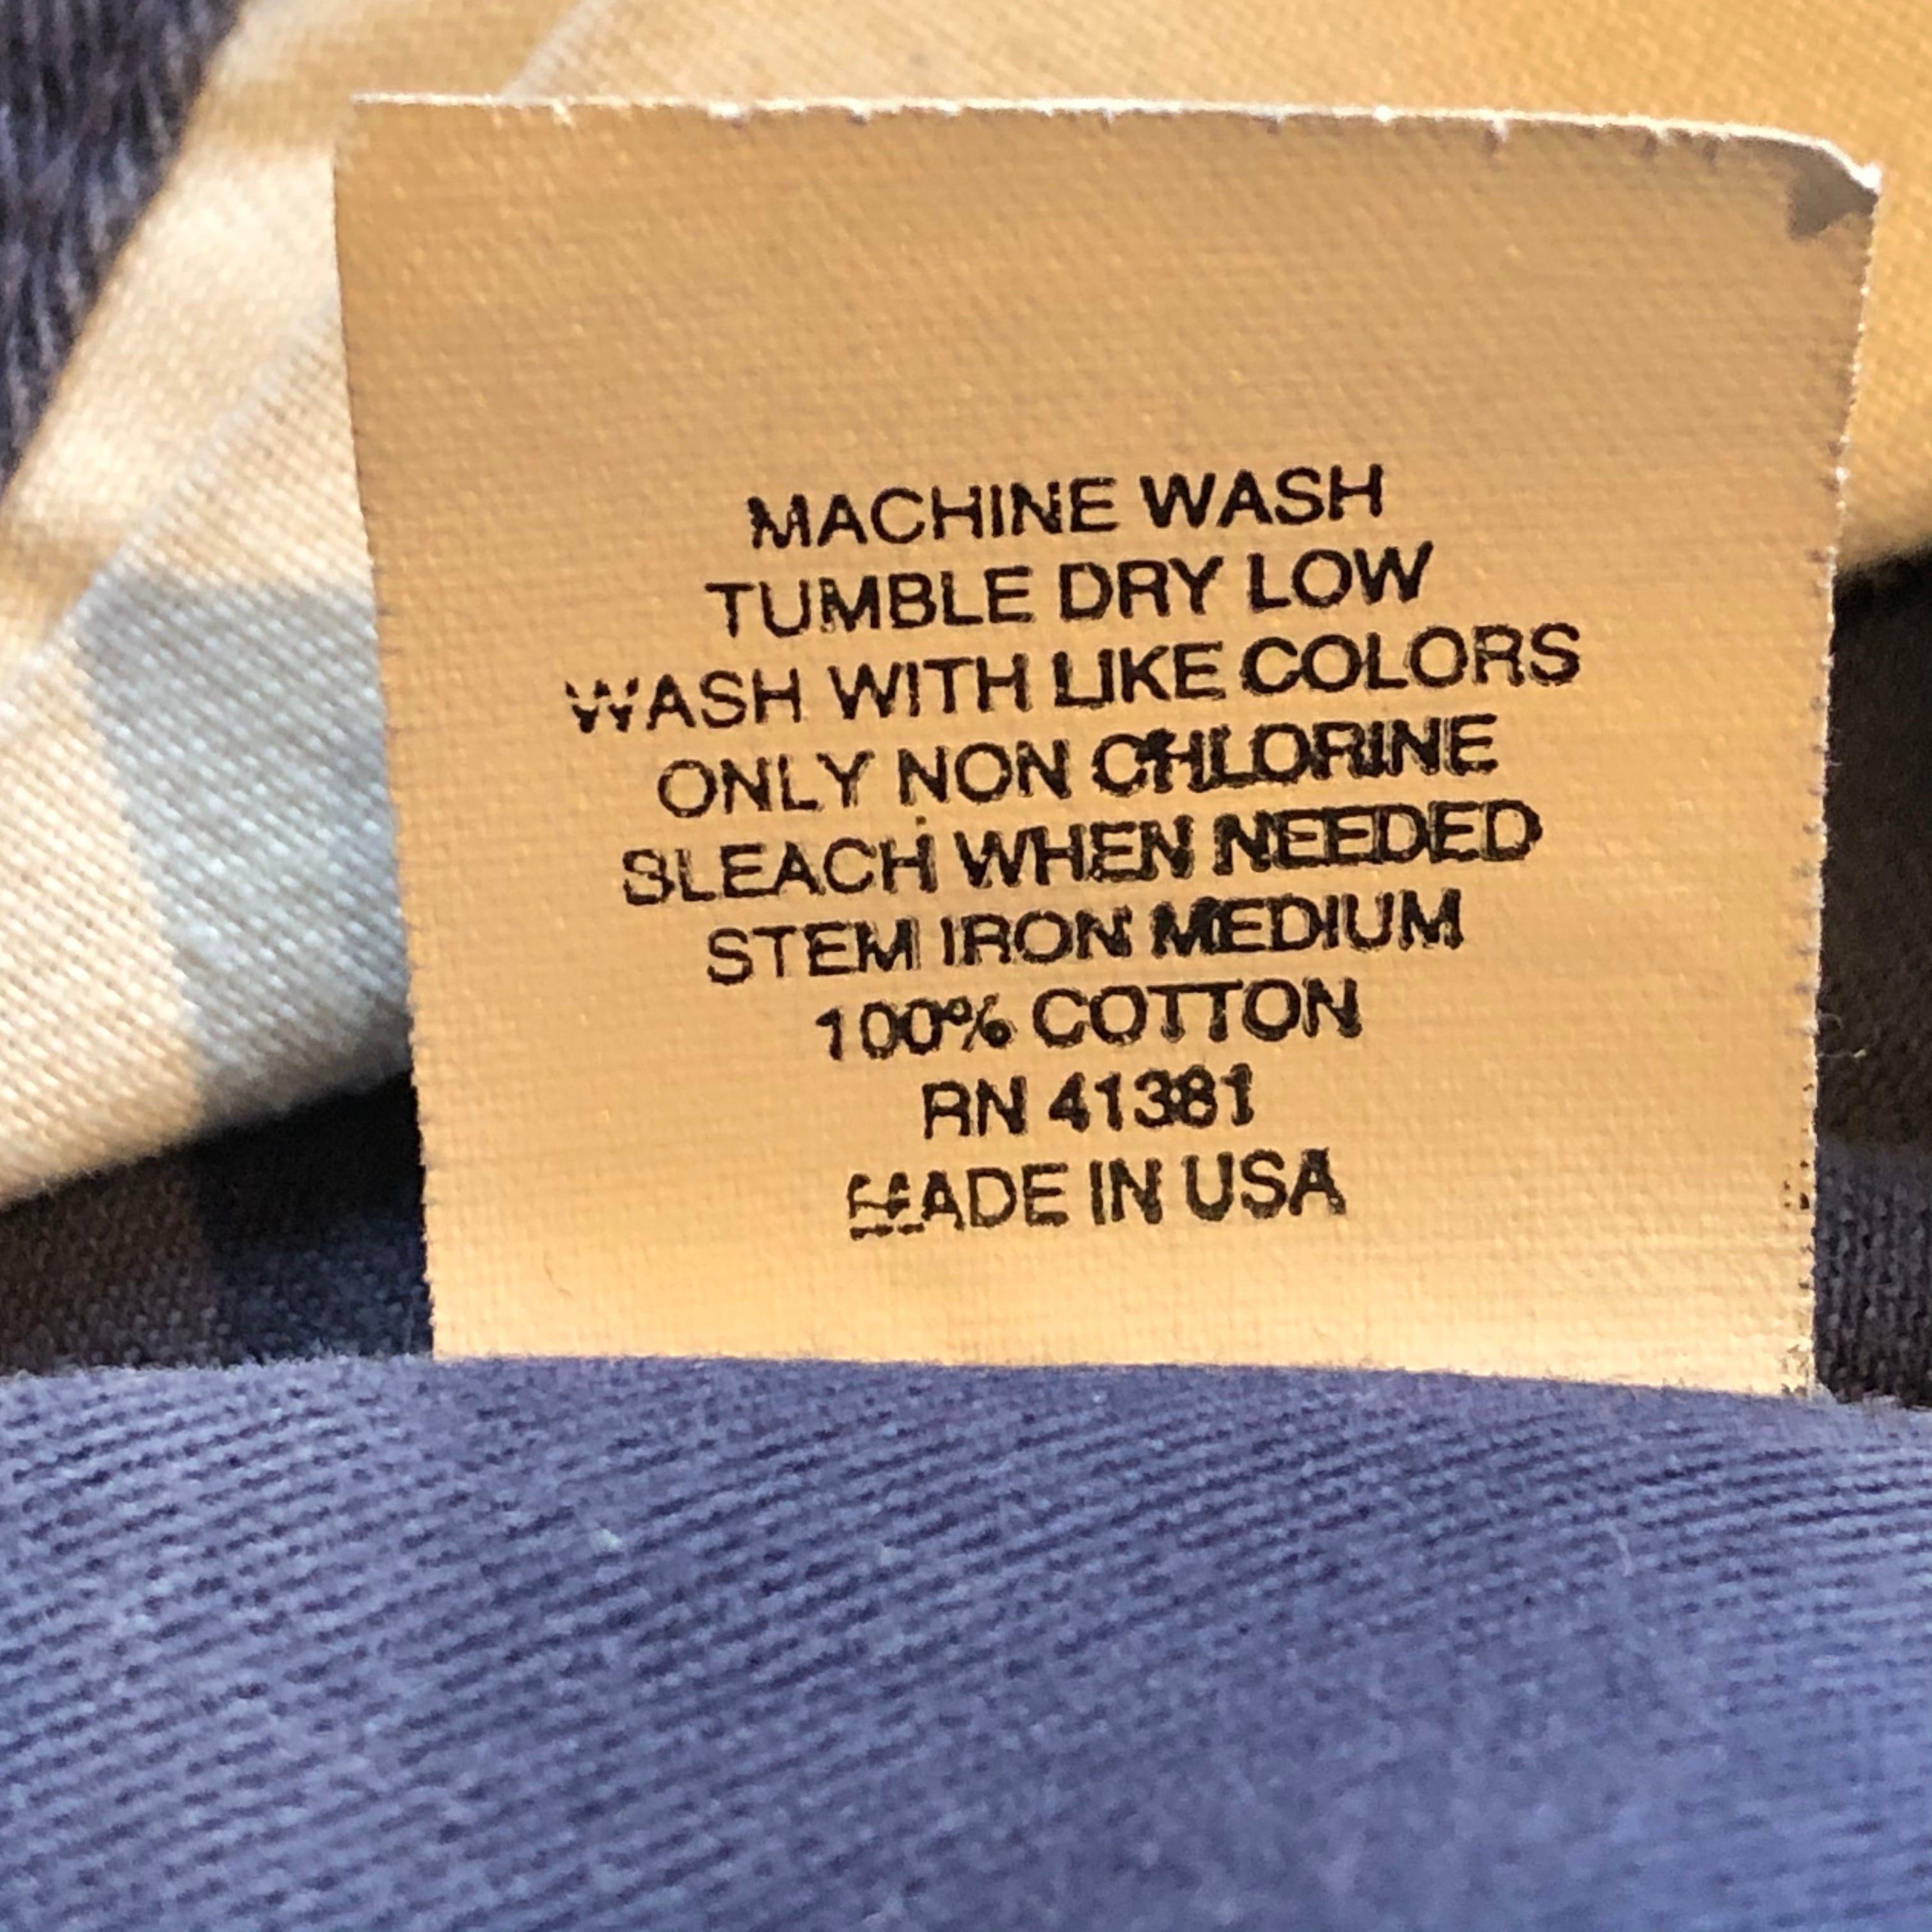 MACHINE WASH
TUMBLE DRY LOW
WASH WITH LIKE COLORS
ONLY NON CHLORINE
BLEACH WHEN NEEDED
STEM IRON MEDIUM
100% COTTON
RN 41381
MADE IN USA